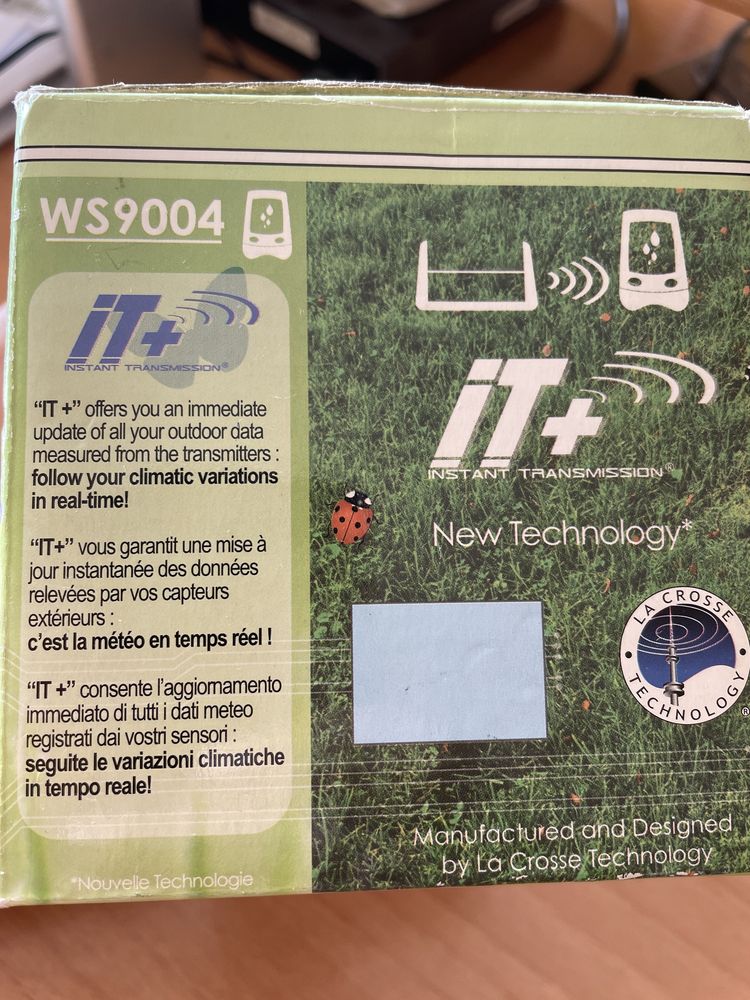 WS9004
iT+
INSTANT TRANSMISSION®
“IT +” offers you an immediate
update of all your outdoor data
measured from the transmitters :
follow your climatic variations
in real-time!
“IT+” vous garantit une mise à
jour instantanée des données
relevées par vos capteurs
extérieurs :
c’est la météo en temps réel !
“IT +” consente l’aggiornamento
immediato di tutti i dati meteo
registrati dai vostri sensori :
seguite le variazioni climatiche
in tempo reale!
*Nouvelle Technologie
iT+
INSTANT TRANSMISSION®
New Technology*
LA CROSSE
TECHNOLOGY®
Manufactured and Designed
by La Crosse Technology